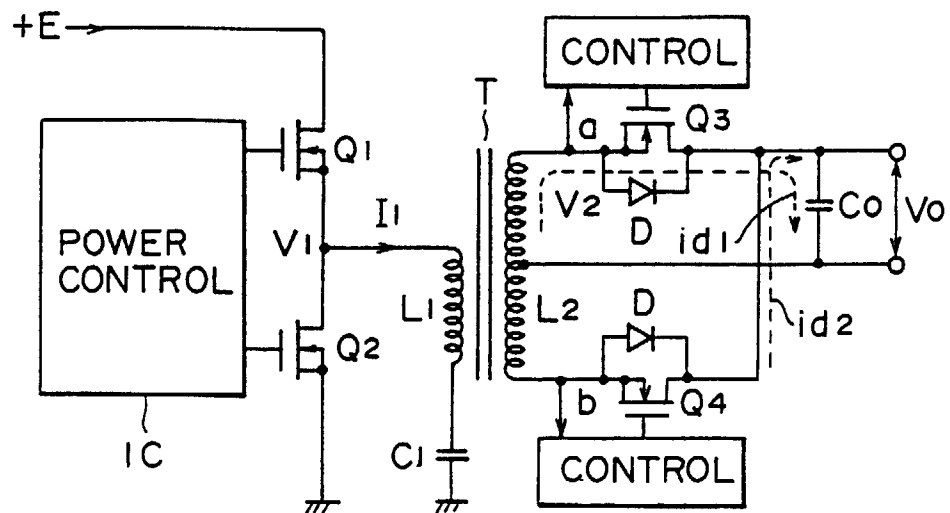 +E
CONTROL
T
a
Q3
Q1
V2
D
Co
Vo
POWER
CONTROL
V1
I1
id1
L1
L2
D
id2
Q2
b
Q4
IC
C1
CONTROL